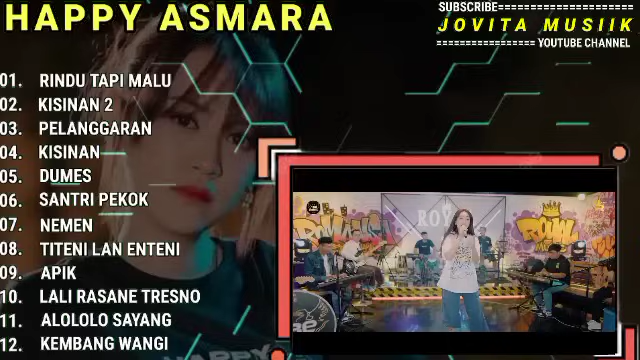 HAPPY ASMARA
SUBSCRIBE====================
JOVITA MUSIIK
=============== YOUTUBE CHANNEL
01. RINDU TAPI MALU
02. KISINAN 2
03. PELANGGARAN
04. KISINAN
05. DUMES
06. SANTRI PEKOK
07. NEMEN
08. TITENI LAN ENTENI
09. APIK
10. LALI RASANE TRESNO
11. ALOLOLO SAYANG
12. KEMBANG WANGI
ROYAL
HAPPY